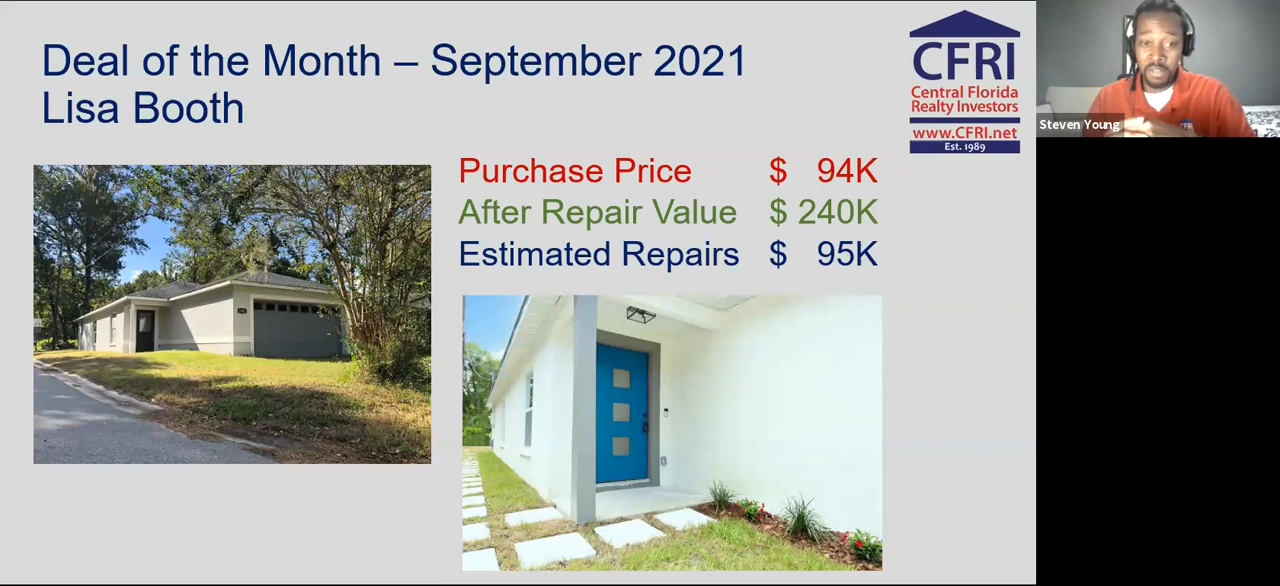 Deal of the Month – September 2021
Lisa Booth
CFRI
Central Florida
Realty Investors
www.CFRI.net
Est. 1989
Steven Young
Purchase Price $ 94K
After Repair Value $ 240K
Estimated Repairs $ 95K